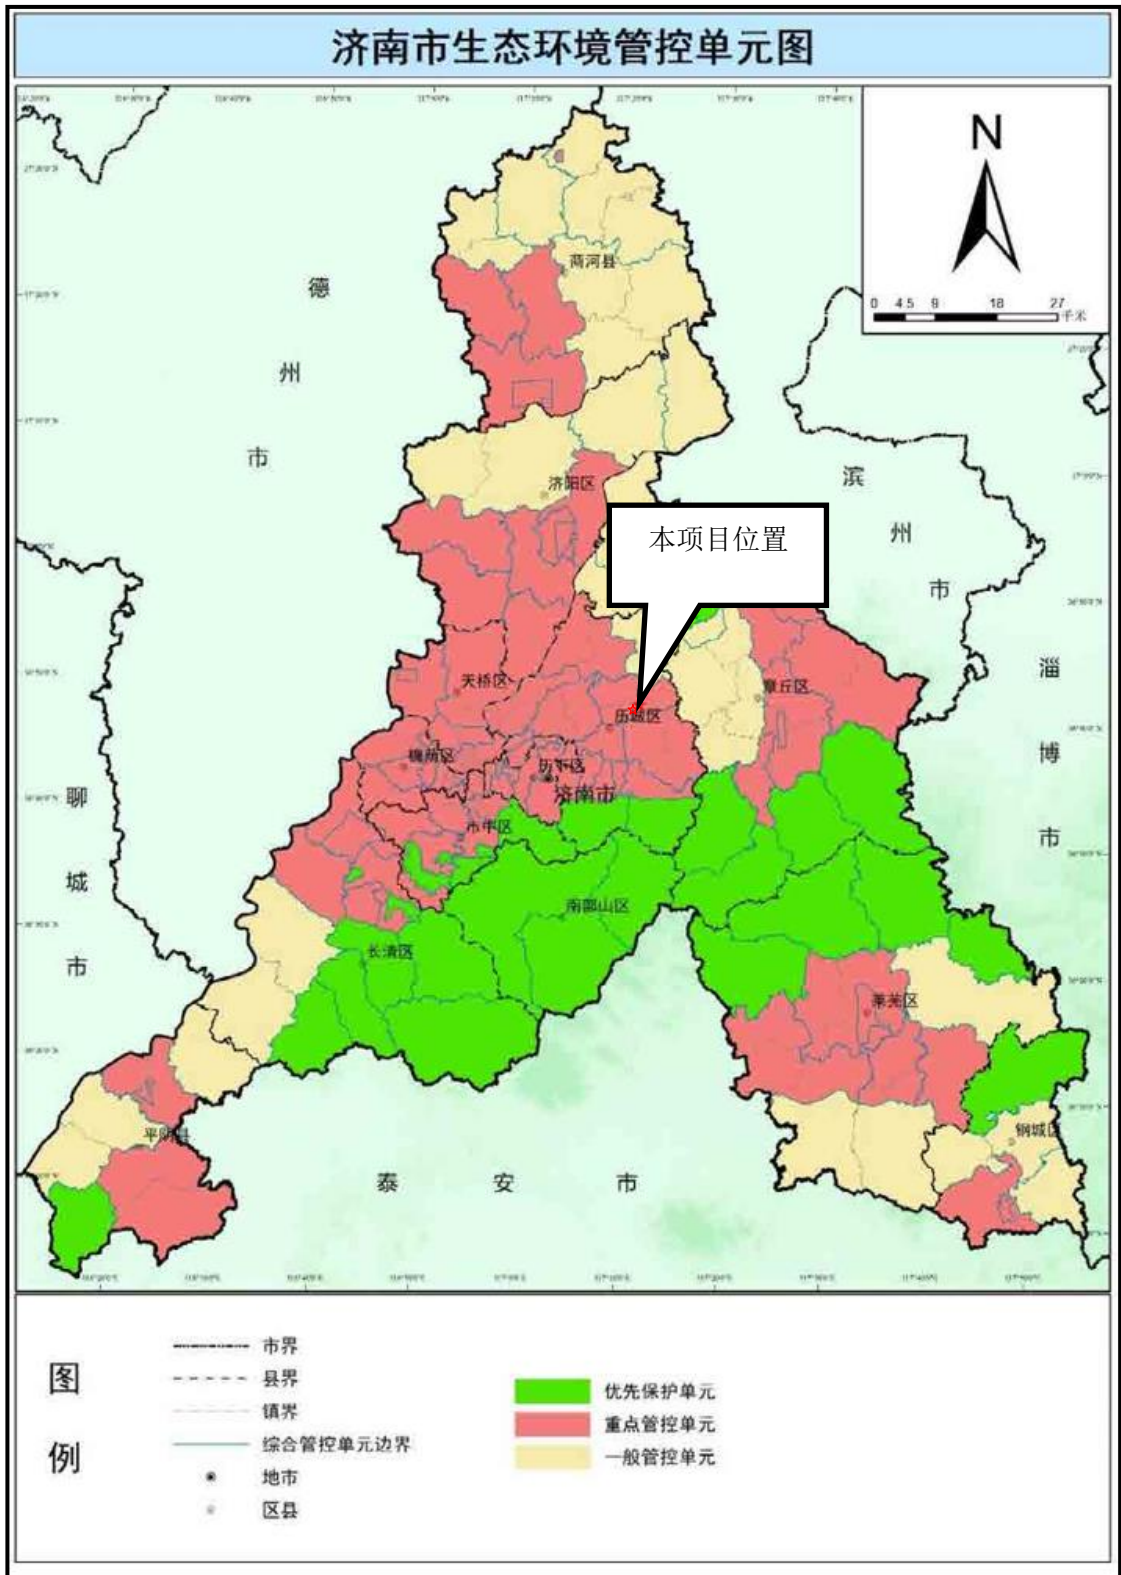 济南市生态环境管控单元图
N
0 4.5 9 18 27
千米
德
州
市
商河县
济阳区
滨
州
市
本项目位置
淄
博
市
天桥区
章丘区
历城区
槐荫区
历下区
济南市
市中区
聊
城
市
南部山区
长清区
莱芜区
平阴县
钢城区
泰 安 市
图
例
市界
县界
镇界
综合管控单元边界
地市
区县
优先保护单元
重点管控单元
一般管控单元